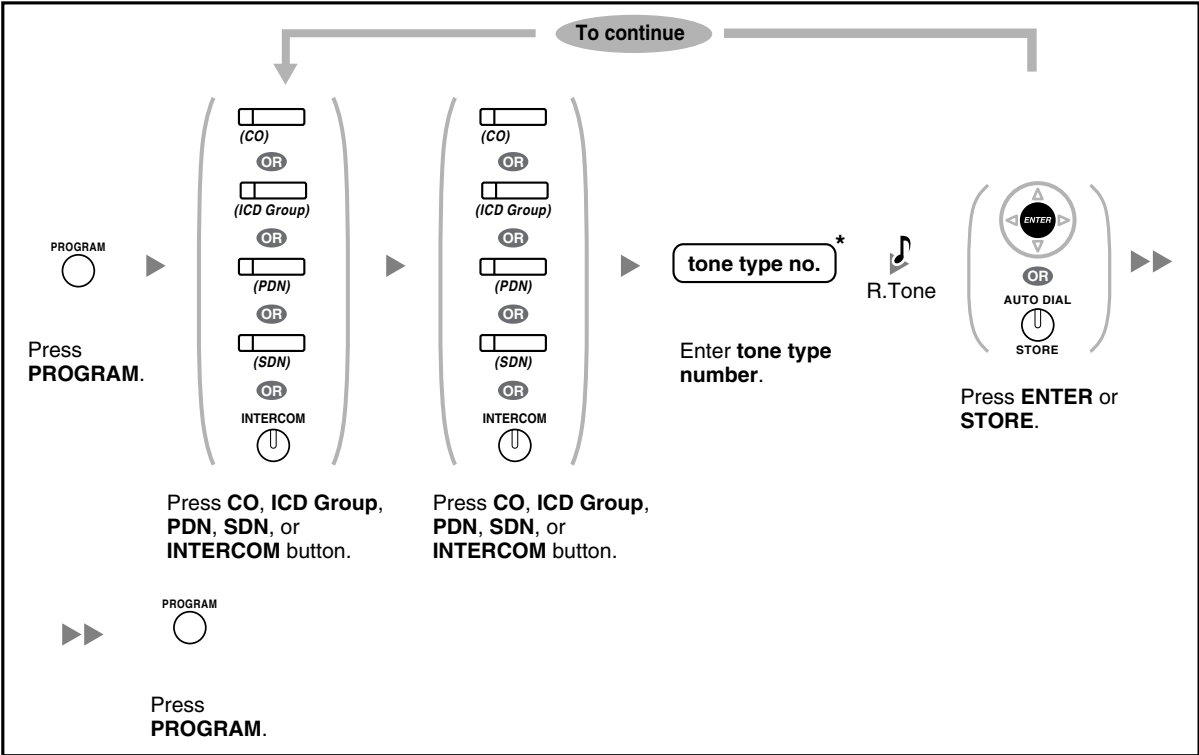 To continue
(CO)
OR
(ICD Group)
OR
(PDN)
OR
(SDN)
OR
INTERCOM
(CO)
OR
(ICD Group)
OR
(PDN)
OR
(SDN)
OR
INTERCOM
PROGRAM
tone type no.*
R.Tone
ENTER
OR
AUTO DIAL
STORE
Press
PROGRAM.
Press CO, ICD Group,
PDN, SDN, or
INTERCOM button.
Press CO, ICD Group,
PDN, SDN, or
INTERCOM button.
Enter tone type
number.
Press ENTER or
STORE.
PROGRAM
Press
PROGRAM.